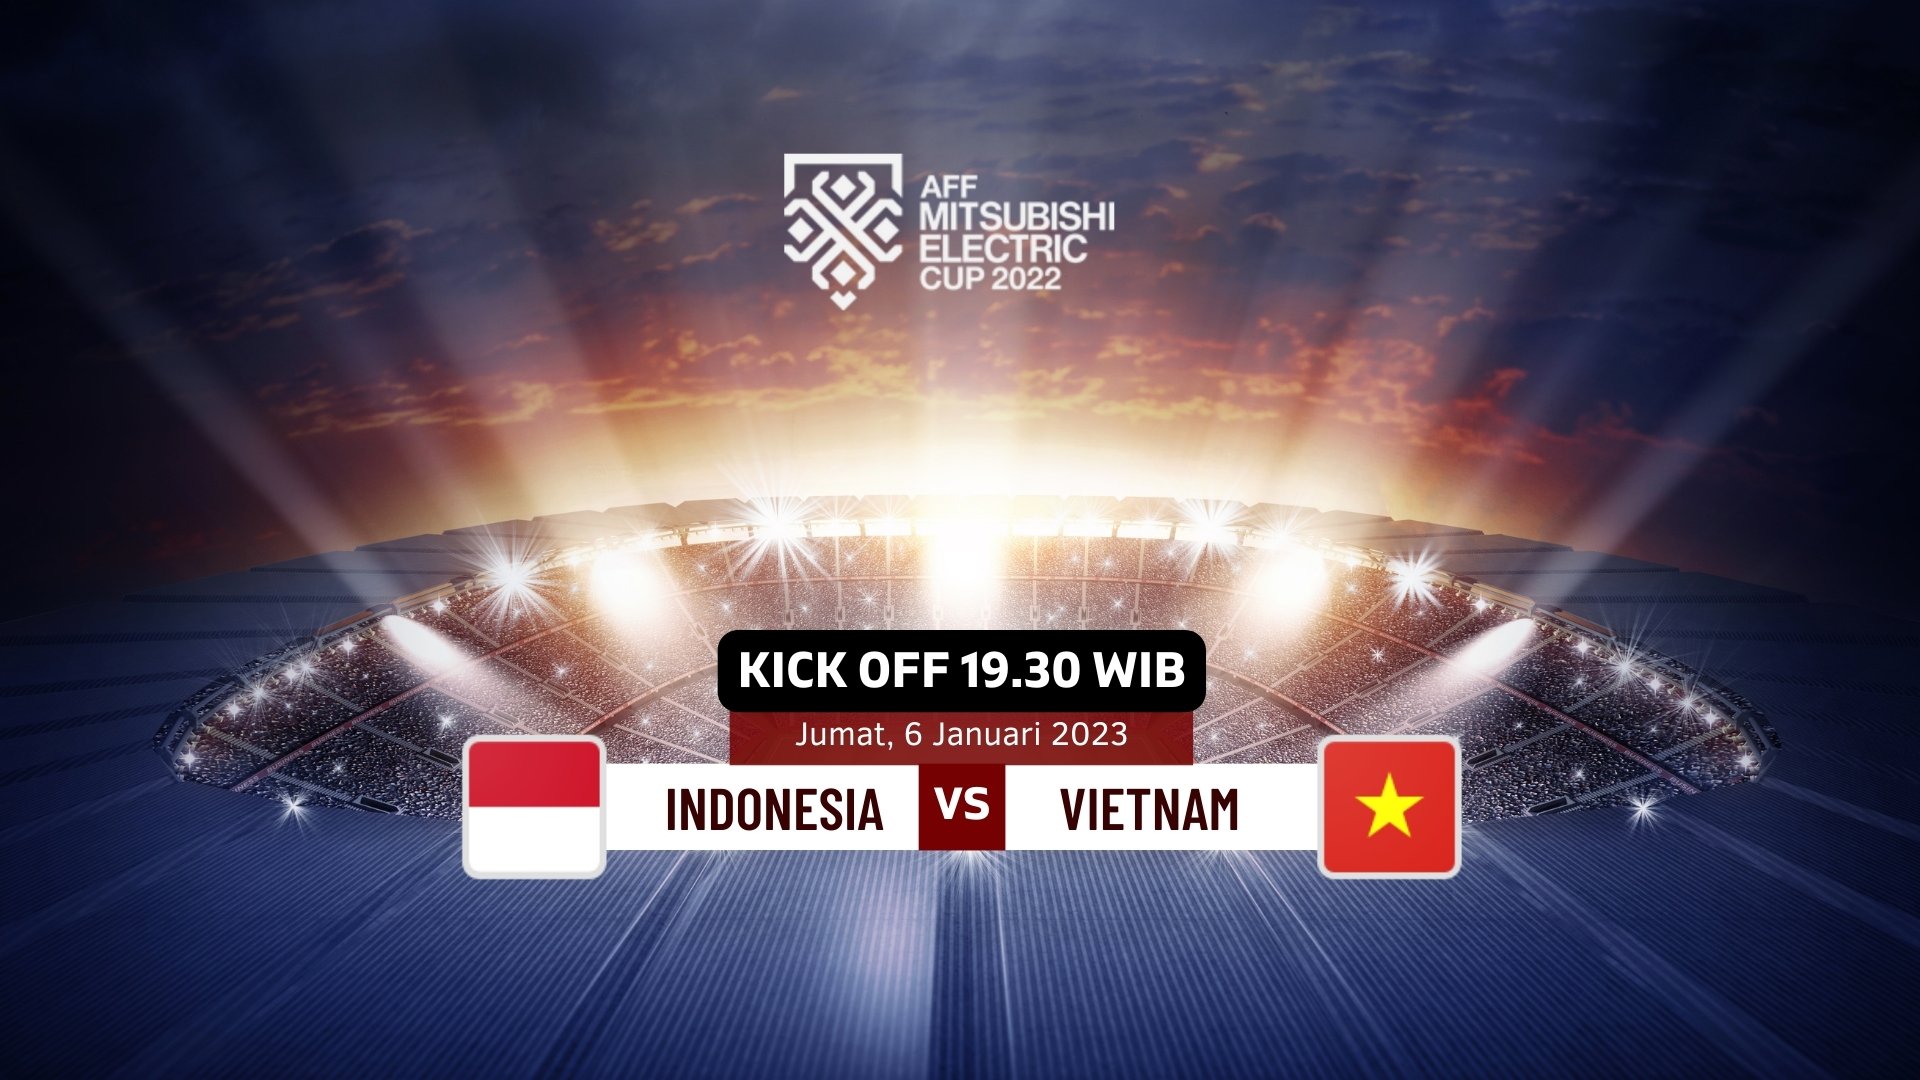 AFF
MITSUBISHI
ELECTRIC
CUP 2022
KICK OFF 19.30 WIB
Jumat, 6 Januari 2023
INDONESIA VS VIETNAM